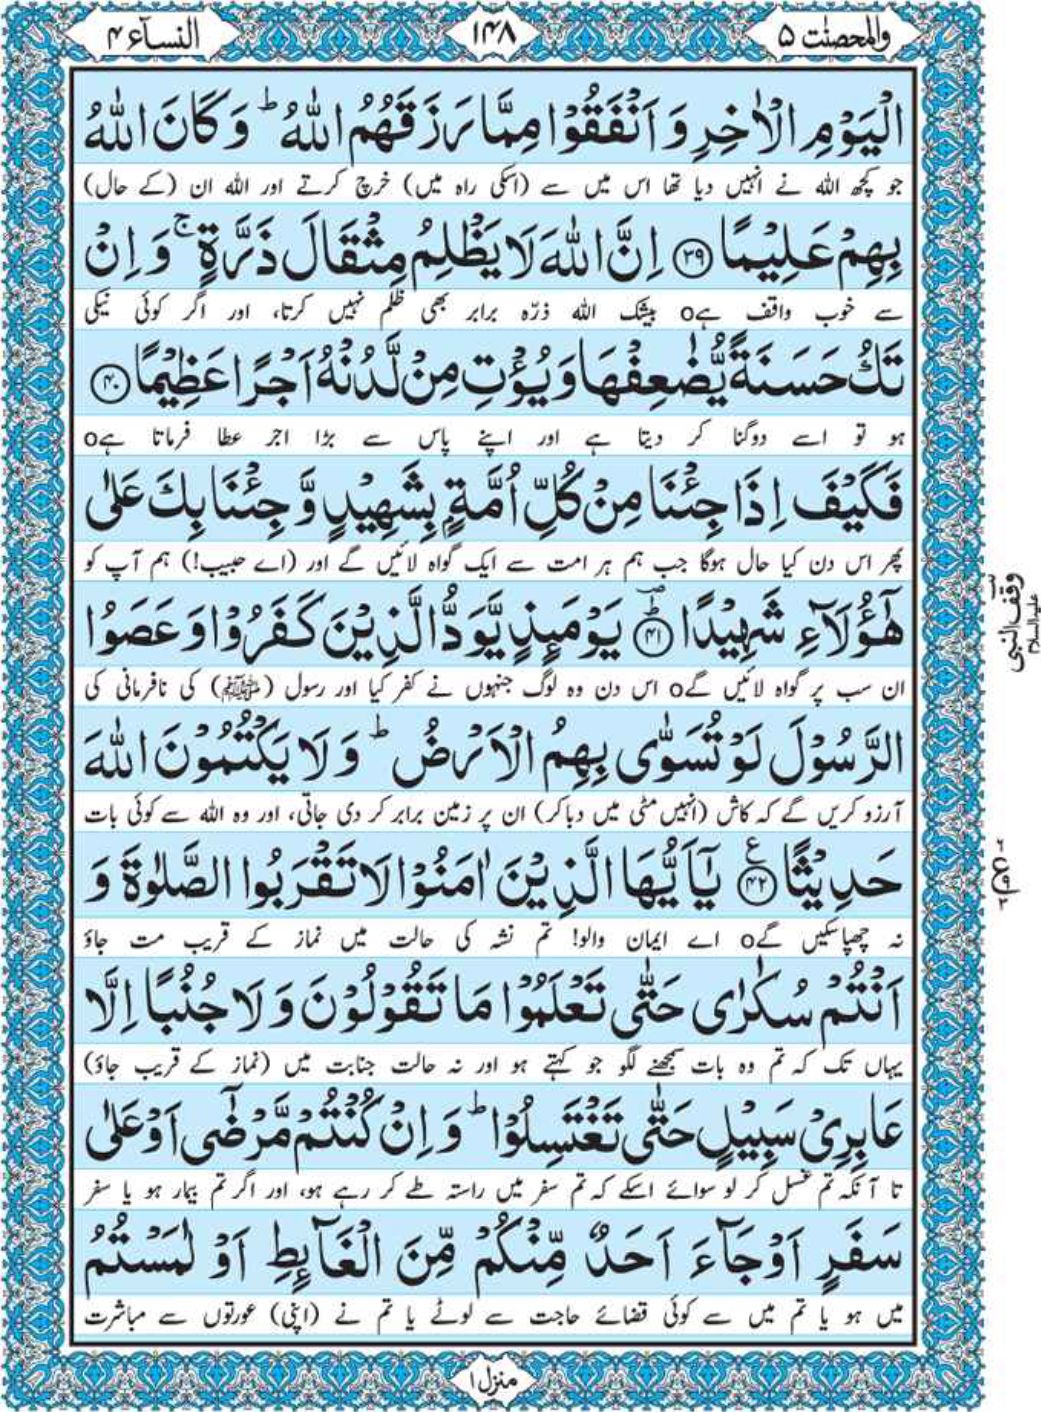 والمحصنٰت ۵
۱۴۸
النسآء ۴
الۡیَوۡمِ الۡاٰخِرِ وَ اَنۡفَقُوۡا مِمَّا رَزَقَهُمُ اللّٰهُ ؕ وَ کَانَ اللّٰهُ
جو کچھ اللہ نے انہیں دیا تھا اس میں سے (اسکی راہ میں) خرچ کرتے اور اللہ ان (کے حال)
بِهِمۡ عَلِیۡمًا ﴿۳۹﴾ اِنَّ اللّٰهَ لَا یَظۡلِمُ مِثۡقَالَ ذَرَّةٍ ۚ وَ اِنۡ
سے خوب واقف ہےo بیشک اللہ ذرّہ برابر بھی ظلم نہیں کرتا، اور اگر کوئی نیکی
تَكُ حَسَنَةً یُّضٰعِفۡهَا وَ یُؤۡتِ مِنۡ لَّدُنۡهُ اَجۡرًا عَظِیۡمًا ﴿۴۰﴾
ہو تو اسے دوگنا کر دیتا ہے اور اپنے پاس سے بڑا اجر عطا فرماتا ہےo
فَکَیۡفَ اِذَا جِئۡنَا مِنۡ کُلِّ اُمَّةٍۭ بِشَهِیۡدٍ وَّ جِئۡنَا بِكَ عَلٰی
پھر اس دن کیا حال ہوگا جب ہم ہر امت سے ایک گواہ لائیں گے اور (اے حبیب!) ہم آپ کو
هٰۤؤُلَآءِ شَهِیۡدًا ﴿۴۱﴾ؕؔ یَوۡمَئِذٍ یَّوَدُّ الَّذِیۡنَ کَفَرُوۡا وَ عَصَوُا
ان سب پر گواہ لائیں گےo اس دن وہ لوگ جنہوں نے کفر کیا اور رسول (ﷺ) کی نافرمانی کی
الرَّسُوۡلَ لَوۡ تُسَوّٰی بِهِمُ الۡاَرۡضُ ؕ وَ لَا یَکۡتُمُوۡنَ اللّٰهَ
آرزو کریں گے کہ کاش (انہیں مٹی میں دبا کر) ان پر زمین برابر کر دی جاتی، اور وہ اللہ سے کوئی بات
حَدِیۡثًا ﴿۴۲﴾ ع یٰۤاَیُّهَا الَّذِیۡنَ اٰمَنُوۡا لَا تَقۡرَبُوا الصَّلٰوةَ وَ
نہ چھپا سکیں گےo اے ایمان والو! تم نشہ کی حالت میں نماز کے قریب مت جاؤ
اَنۡتُمۡ سُکٰرٰی حَتّٰی تَعۡلَمُوۡا مَا تَقُوۡلُوۡنَ وَ لَا جُنُبًا اِلَّا
یہاں تک کہ تم وہ بات سمجھنے لگو جو کہتے ہو اور نہ حالت جنابت میں (نماز کے قریب جاؤ)
عَابِرِیۡ سَبِیۡلٍ حَتّٰی تَغۡتَسِلُوۡا ؕ وَ اِنۡ کُنۡتُمۡ مَّرۡضٰۤی اَوۡ عَلٰی
تا آنکہ تم غسل کر لو سوائے اسکے کہ تم سفر میں راستہ طے کر رہے ہو، اور اگر تم بیمار ہو یا سفر
سَفَرٍ اَوۡ جَآءَ اَحَدٌ مِّنۡکُمۡ مِّنَ الۡغَآئِطِ اَوۡ لٰمَسۡتُمُ
میں ہو یا تم میں سے کوئی قضائے حاجت سے لوٹے یا تم نے (اپنی) عورتوں سے مباشرت
وقف النبی علیہ السلام
منزل ۱